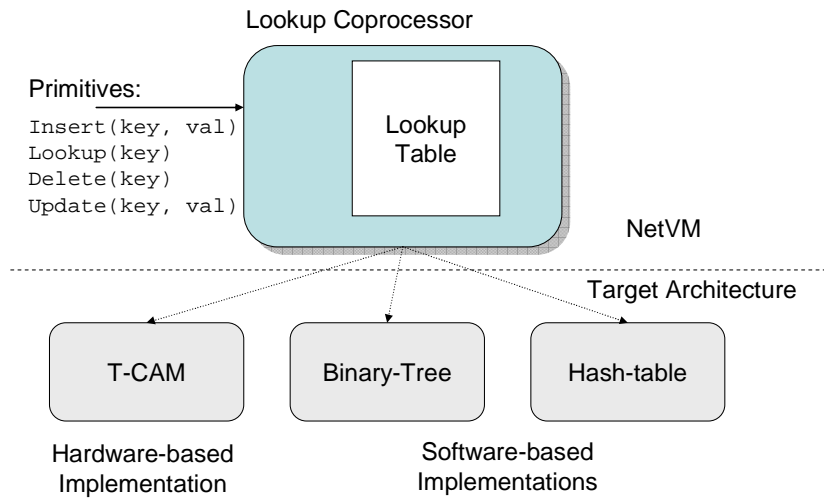 Lookup Coprocessor
Primitives:
Insert(key, val)
Lookup(key)
Delete(key)
Update(key, val)
Lookup
Table
NetVM
Target Architecture
T-CAM
Binary-Tree
Hash-table
Hardware-based
Implementation
Software-based
Implementations